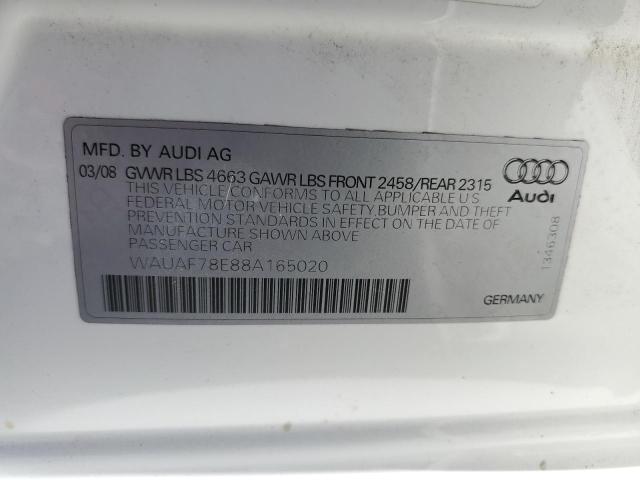 MFD. BY AUDI AG
03/08 GVWR LBS 4663 GAWR LBS FRONT 2458/REAR 2315
THIS VEHICLE CONFORMS TO ALL APPLICABLE U S
FEDERAL MOTOR VEHICLE SAFETY, BUMPER AND THEFT
PREVENTION STANDARDS IN EFFECT ON THE DATE OF
MANUFACTURE SHOWN ABOVE
PASSENGER CAR
WAUAF78E88A165020
Audi
1346308
GERMANY